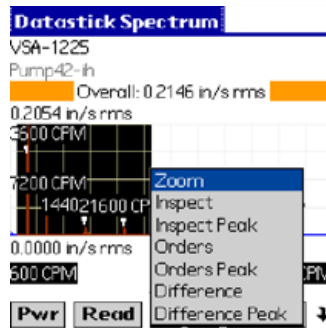 Datastick Spectrum
VSA-1225
Pump42-ih
Overall: 0.2146 in/s rms
0.2054 in/s rms
3600 CPM
7200 CPM
14402
1600 CP
Zoom
Inspect
Inspect Peak
Orders
Orders Peak
Difference
Difference Peak
0.0000 in/s rms
600 CPM
Pwr
Read